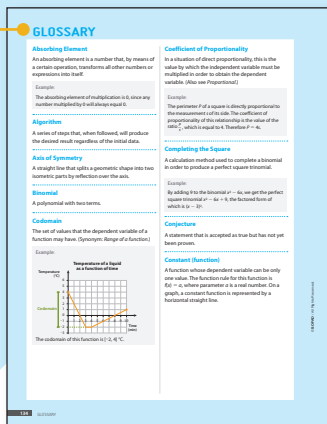 GLOSSARY
Absorbing Element
An absorbing element is a number that, by means of
a certain operation, transforms all other numbers or
expressions into itself.
Example:
The absorbing element of multiplication is 0, since any
number multiplied by 0 will always equal 0.
Algorithm
A series of steps that, when followed, will produce
the desired result regardless of the initial data.
Axis of Symmetry
A straight line that splits a geometric shape into two
isometric parts by reflection over the axis.
Binomial
A polynomial with two terms.
Codomain
The set of values that the dependent variable of a
function may have. (Synonym: Range of a function.)
Example:
Temperature of a liquid
as a function of time
Temperature
(°C)
Codomain
Time
(min)
The codomain of this function is [-2, 4] °C.
Coefficient of Proportionality
In a situation of direct proportionality, this is the
value by which the independent variable must be
multiplied in order to obtain the dependent
variable. (Also see Proportional.)
Example:
The perimeter P of a square is directly proportional to
the measurement of its side. The coefficient of
proportionality of this relationship is the value of the
ratio P/s, which is equal to 4. Therefore P = 4s.
Completing the Square
A calculation method used to complete a binomial
in order to produce a perfect square trinomial.
Example:
By adding 9 to the binomial x² – 6x, we get the perfect
square trinomial x² – 6x + 9, the factored form of
which is (x – 3)².
Conjecture
A statement that is accepted as true but has not yet
been proven.
Constant (function)
A function whose dependent variable can be only
one value. The function rule for this function is
f(x) = a, where parameter a is a real number. On a
graph, a constant function is represented by a
horizontal straight line.
134 GLOSSARY